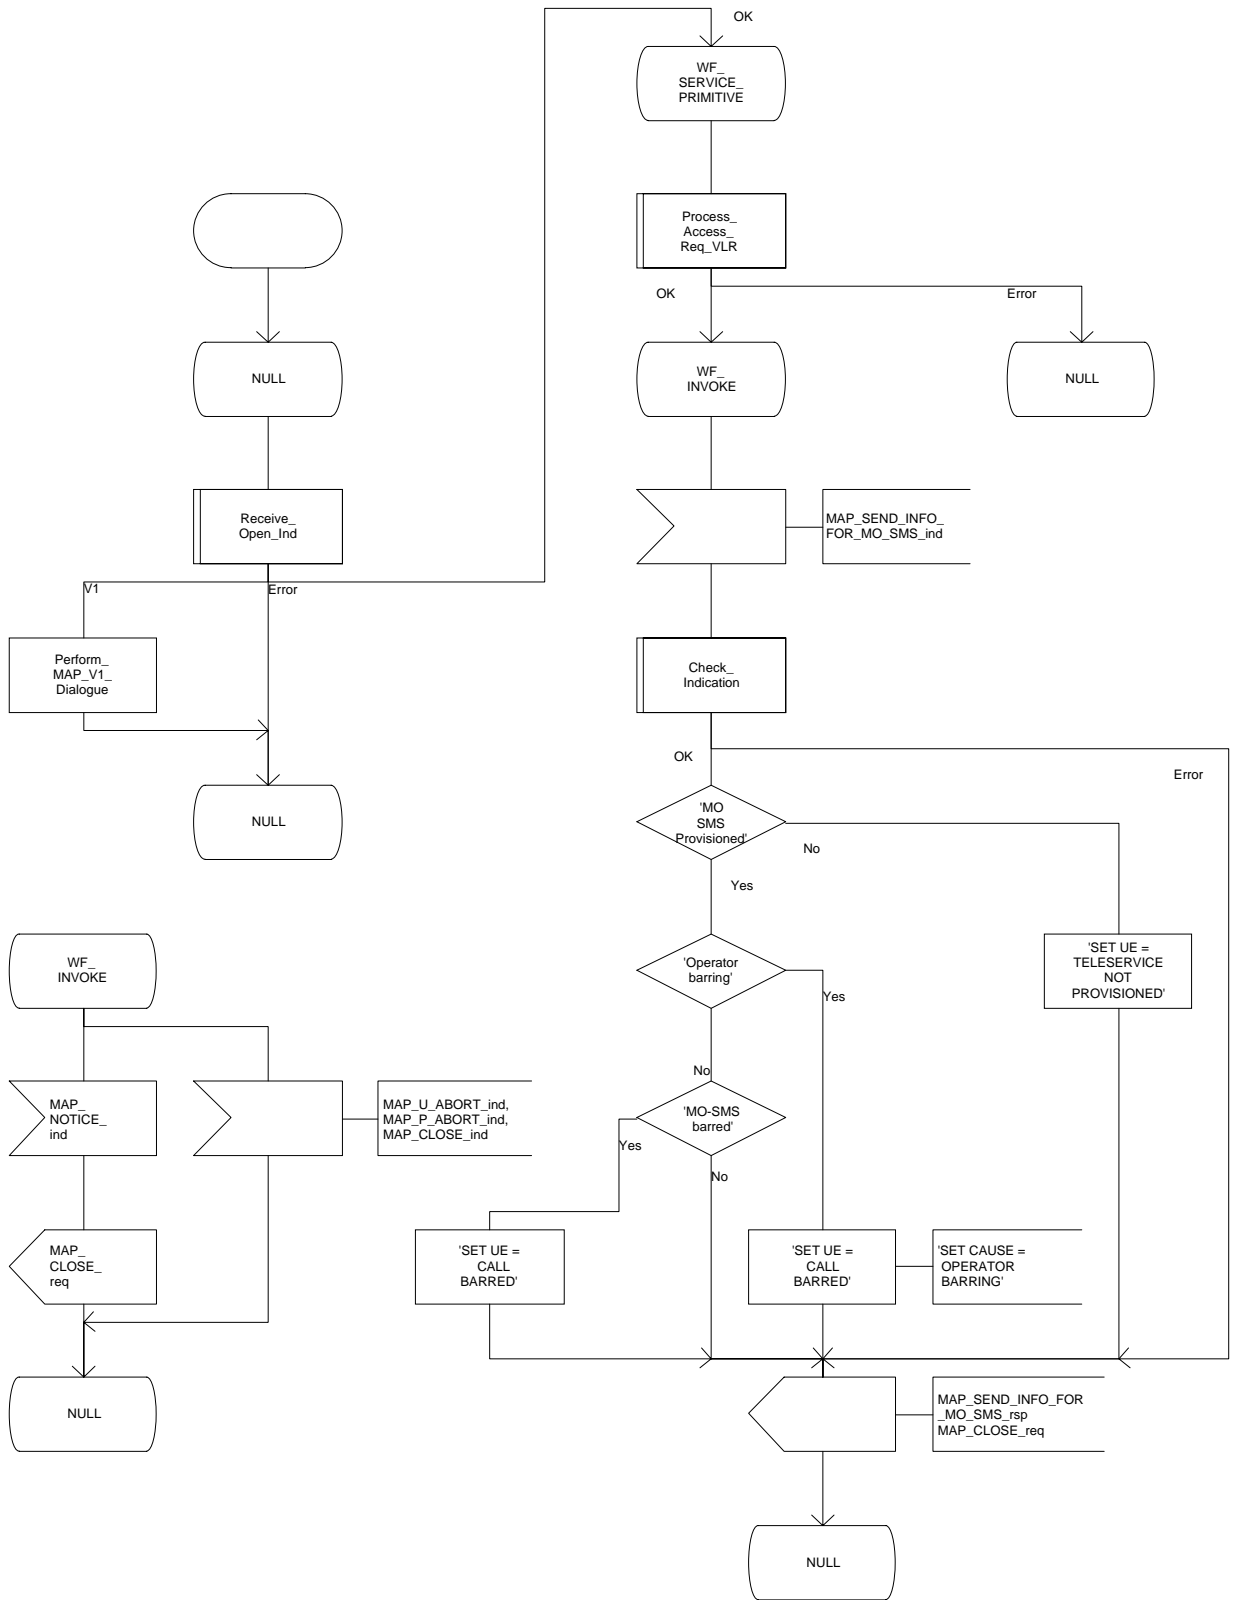 OK
WF_
SERVICE_
PRIMITIVE
Process_
Access_
Req_VLR
OK
Error
NULL
WF_
INVOKE
NULL
Receive_
Open_Ind
MAP_SEND_INFO_
FOR_MO_SMS_ind
V1
Error
Perform_
MAP_V1_
Dialogue
Check_
Indication
OK
Error
NULL
'MO
SMS
Provisioned'
No
Yes
WF_
INVOKE
'Operator
barring'
Yes
'SET UE =
TELESERVICE
NOT
PROVISIONED'
No
MAP_
NOTICE_
ind
MAP_U_ABORT_ind,
MAP_P_ABORT_ind,
MAP_CLOSE_ind
'MO-SMS
barred'
Yes
No
MAP_
CLOSE_
req
'SET UE =
CALL
BARRED'
'SET UE =
CALL
BARRED'
'SET CAUSE =
OPERATOR
BARRING'
NULL
MAP_SEND_INFO_FOR
_MO_SMS_rsp
MAP_CLOSE_req
NULL